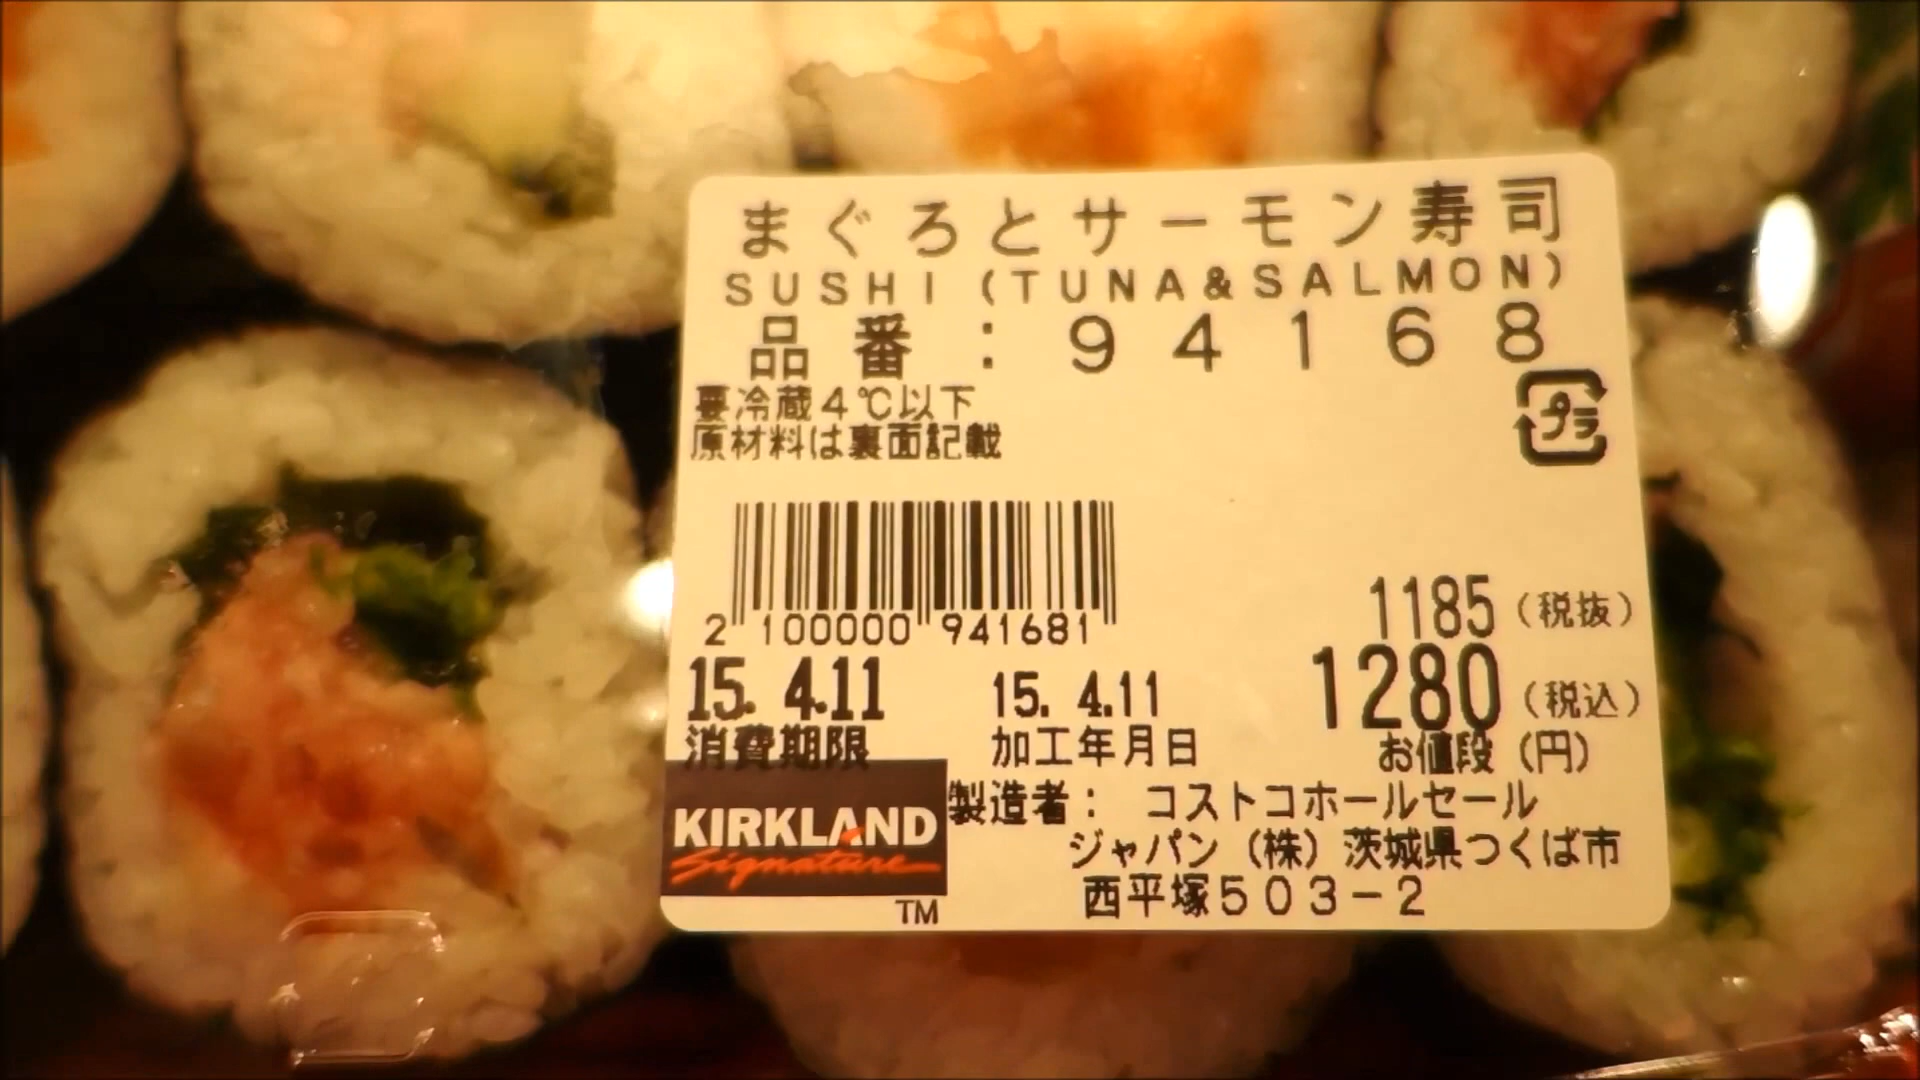 まぐろとサーモン寿司
SUSHI (TUNA&SALMON)
品番:94168
要冷蔵4℃以下
原材料は裏面記載
プラ
2 100000 941681
1185 (税抜)
1280 (税込)
15. 4.11 15. 4.11
消費期限 加工年月日 お値段 (円)
KIRKLAND
Signature
TM
製造者: コストコホールセール
ジャパン (株) 茨城県つくば市
西平塚503-2